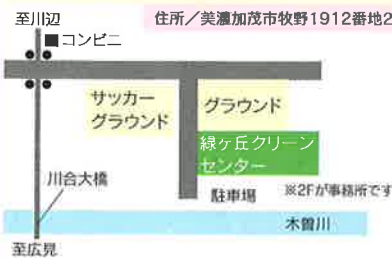 至川辺
住所／美濃加茂市牧野1912番地2
■コンビニ
サッカー
グラウンド
グラウンド
緑ヶ丘クリーン
センター
川合大橋
駐車場
※2Fが事務所です
木曽川
至広見